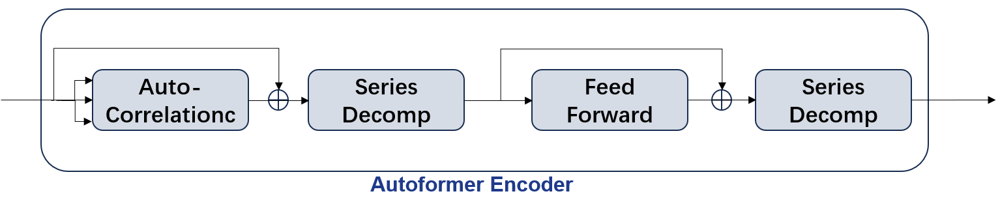 Auto-
Correlationc
Series
Decomp
Feed
Forward
Series
Decomp
Autoformer Encoder